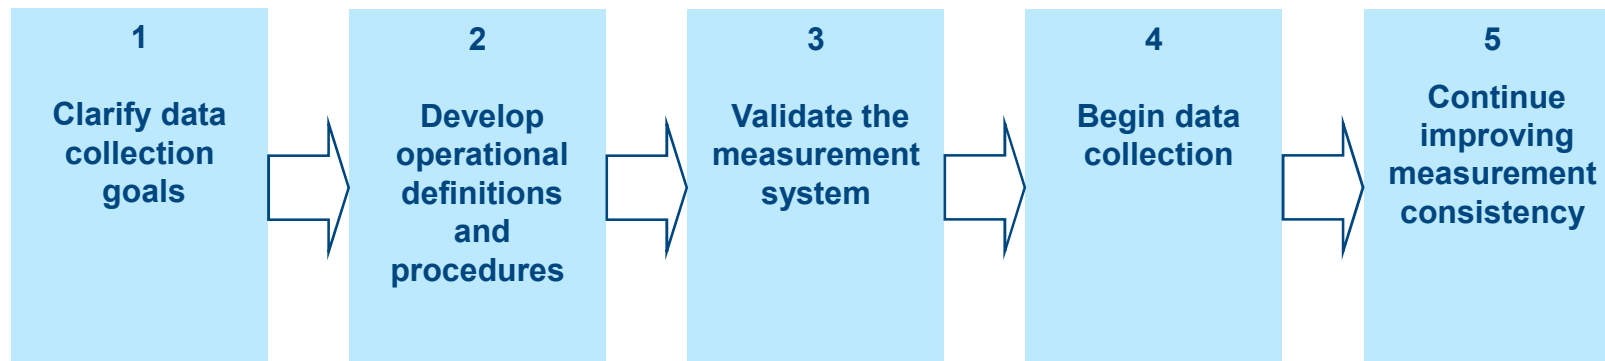 1
Clarify data
collection
goals
2
Develop
operational
definitions
and
procedures
3
Validate the
measurement
system
4
Begin data
collection
5
Continue
improving
measurement
consistency